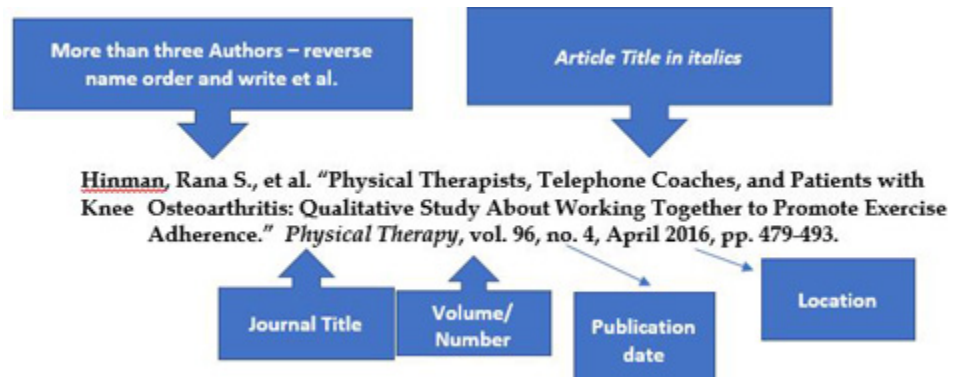 More than three Authors – reverse
name order and write et al.
Article Title in italics
Hinman, Rana S., et al. “Physical Therapists, Telephone Coaches, and Patients with
Knee Osteoarthritis: Qualitative Study About Working Together to Promote Exercise
Adherence.” Physical Therapy, vol. 96, no. 4, April 2016, pp. 479-493.
Journal Title
Volume/
Number
Publication
date
Location